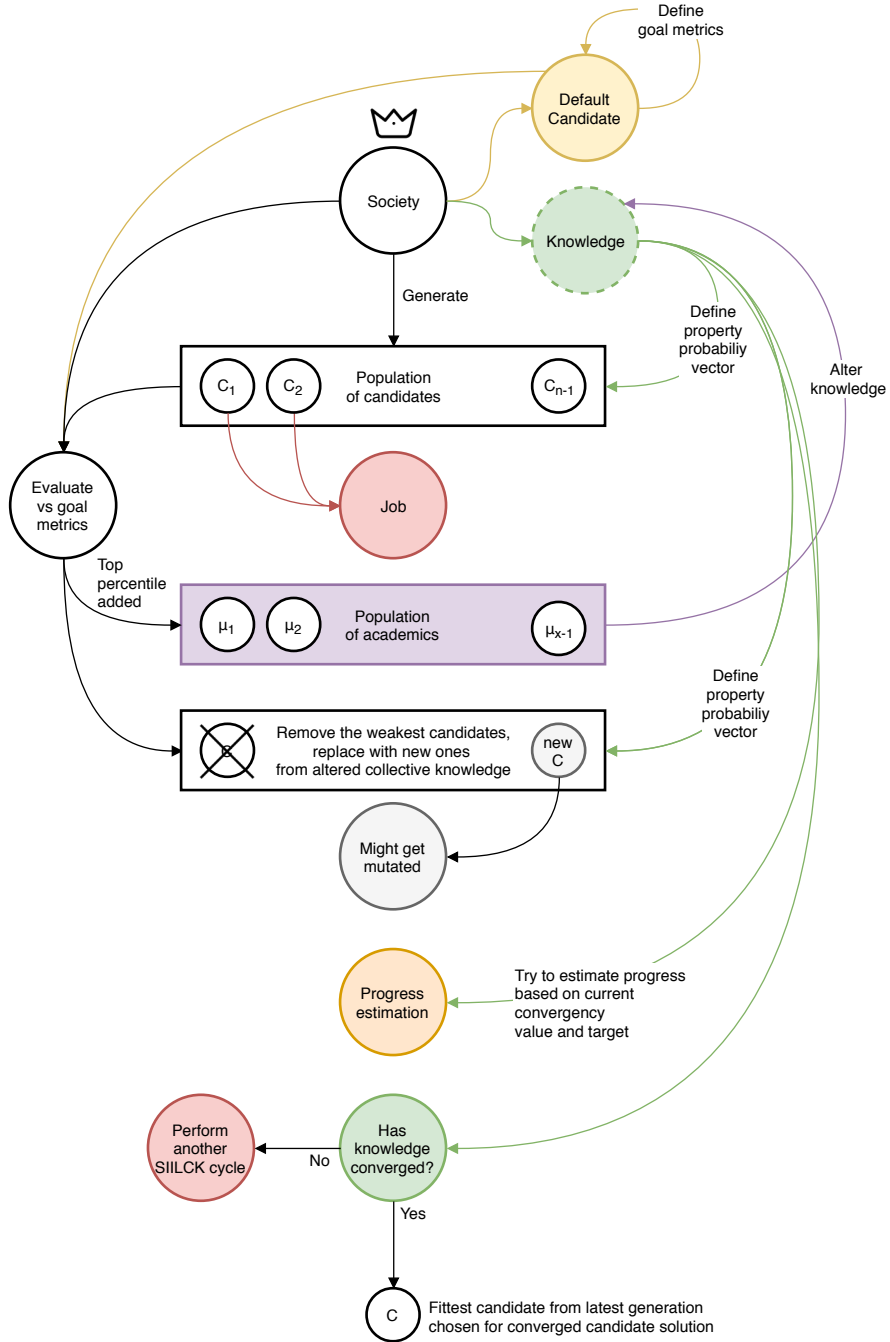 Define
goal metrics
Default
Candidate
Society
Knowledge
Generate
Define
property
probabiliy
vector
Alter
knowledge
C1
C2
Population
of candidates
Cn-1
Evaluate
vs goal
metrics
Job
Top
percentile
added
μ1
μ2
Population
of academics
μx-1
Define
property
probabiliy
vector
C
Remove the weakest candidates,
replace with new ones
from altered collective knowledge
new
C
Might get
mutated
Progress
estimation
Try to estimate progress
based on current
convergency
value and target
Perform
another
SIILCK cycle
No
Has
knowledge
converged?
Yes
C
Fittest candidate from latest generation
chosen for converged candidate solution